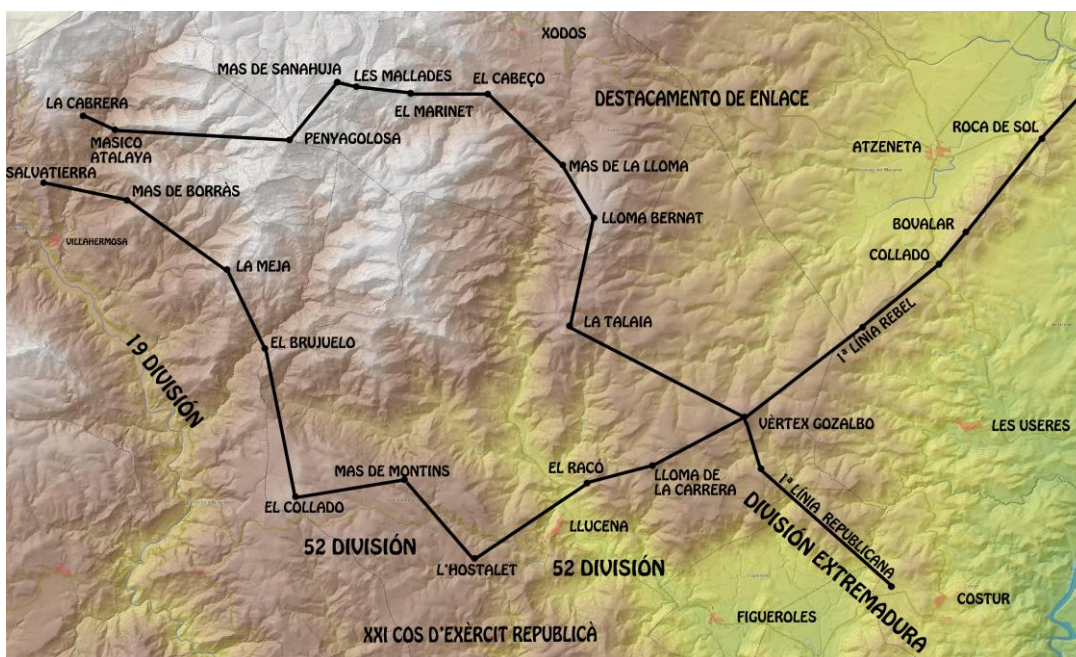 XODOS
MAS DE SANAHUJA
LES MALLADES
EL CABEÇO
EL MARINET
DESTACAMENTO DE ENLACE
LA CABRERA
MASICO
ATALAYA
PENYAGOLOSA
ROCA DE SOL
ATZENETA
SALVATIERRA
MAS DE BORRÀS
MAS DE LA LLOMA
LLOMA BERNAT
VILLAHERMOSA
LA MEJA
BOVALAR
COLLADO
LA TALAIA
1ª LÍNIA REBEL
EL BRUJUELO
19 DIVISIÓN
VÈRTEX GOZALBO
LES USERES
MAS DE MONTINS
EL RACÓ
LLOMA DE
LA CARRERA
EL COLLADO
1ª LÍNIA REPUBLICANA
DIVISIÓN EXTREMADURA
LLUCENA
52 DIVISIÓN
L'HOSTALET
52 DIVISIÓN
COSTUR
FIGUEROLES
XXI COS D'EXÈRCIT REPUBLICÀ